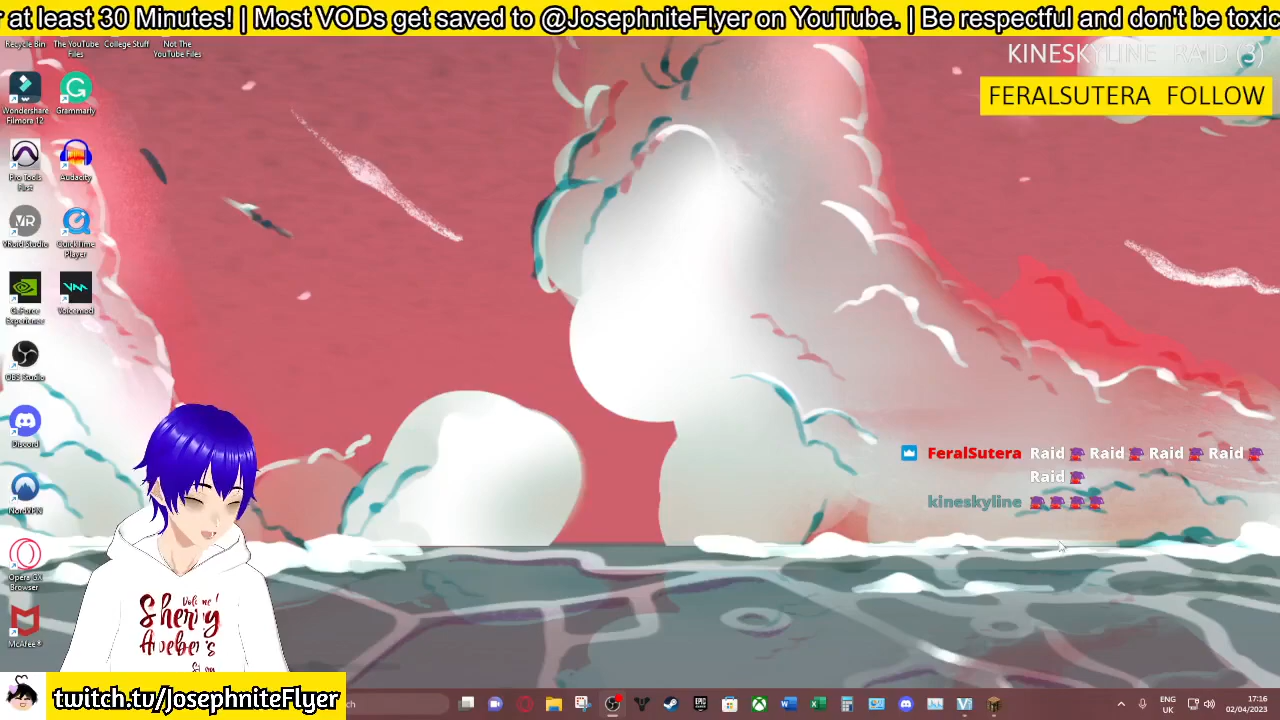 r at least 30 Minutes! | Most VODs get saved to @JosephniteFlyer on YouTube. | Be respectful and don't be toxic
Recycle Bin
The YouTube Files
College Stuff
Not The YouTube Files
KINESKYLINE RAID (3)
FERALSUTERA FOLLOW
Wondershare Filmora 12
Grammarly
Pro Tools First
Audacity
VRoid Studio
QuickTime Player
GeForce Experience
Voicemod
OBS Studio
Discord
NordVPN
Opera GX Browser
McAfee®
FeralSutera Raid Raid Raid Raid
Raid
kineskyline
Volume 1
Sherry
twitch.tv/JosephniteFlyer
ch
ENG
17:16
02/04/2023